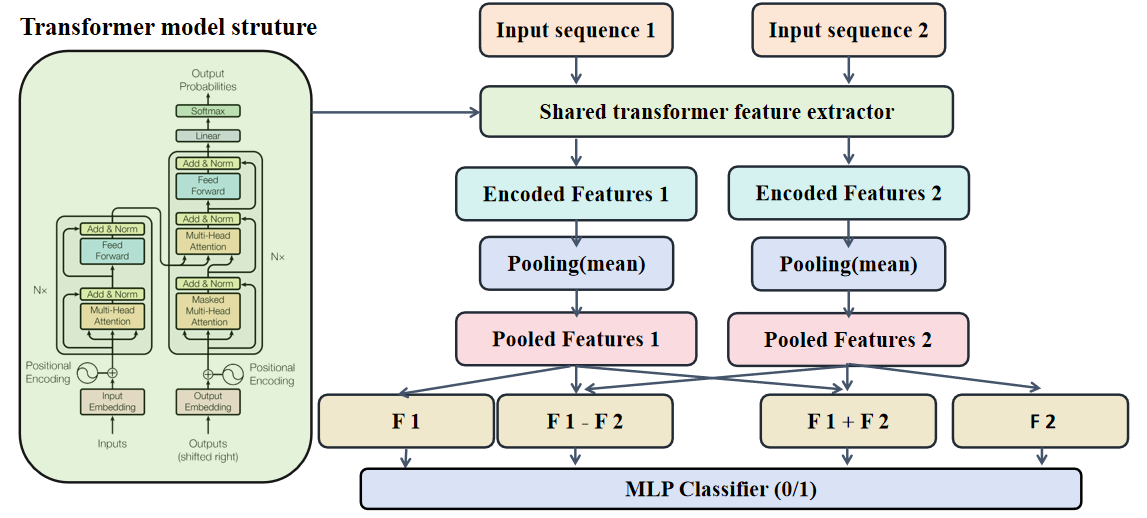 Transformer model struture
Output
Probabilities
Softmax
Linear
Add & Norm
Feed
Forward
Add & Norm
Multi-Head
Attention
Add & Norm
Masked
Multi-Head
Attention
N×
Add & Norm
Feed
Forward
Add & Norm
Multi-Head
Attention
N×
Positional
Encoding
Positional
Encoding
Input
Embedding
Output
Embedding
Inputs
Outputs
(shifted right)
Input sequence 1
Input sequence 2
Shared transformer feature extractor
Encoded Features 1
Encoded Features 2
Pooling(mean)
Pooling(mean)
Pooled Features 1
Pooled Features 2
F 1
F 1 - F 2
F 1 + F 2
F 2
MLP Classifier (0/1)